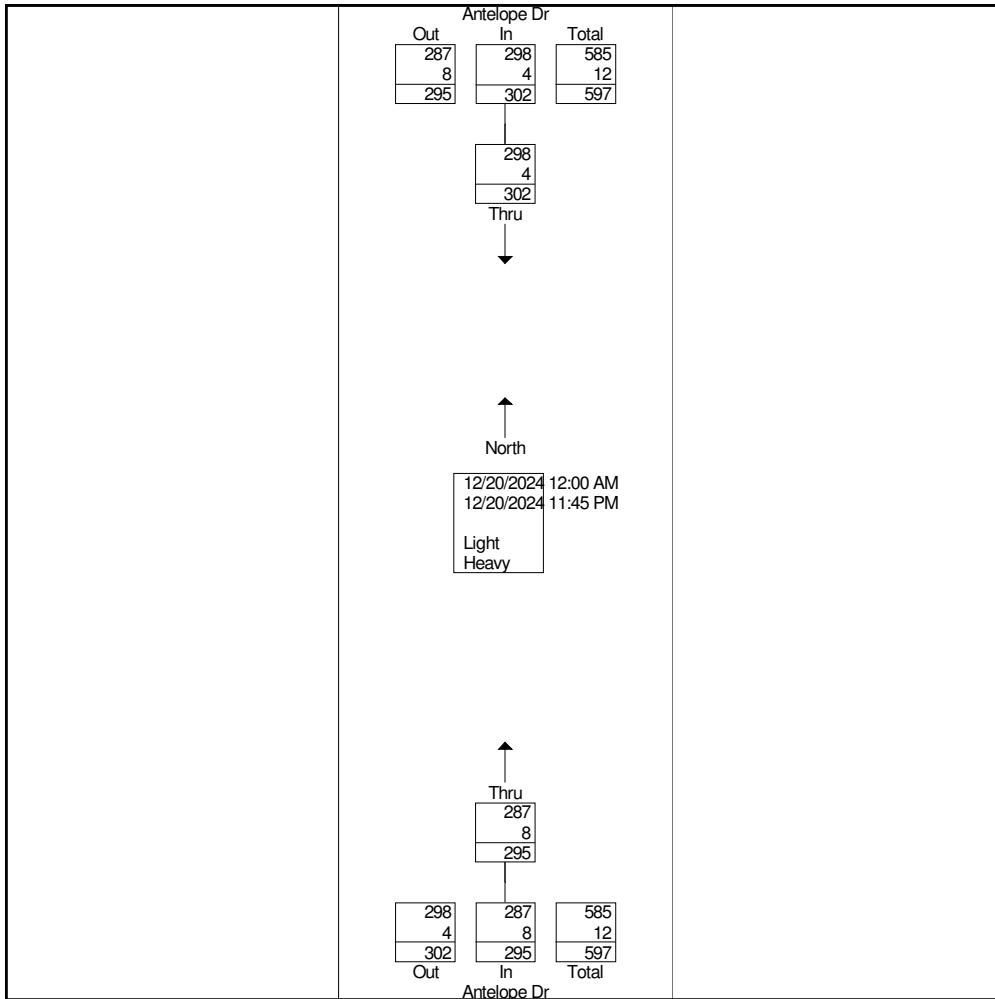 Antelope Dr
Out In Total
287 298 585
8 4 12
295 302 597
298
4
302
Thru
North
12/20/2024 12:00 AM
12/20/2024 11:45 PM
Light
Heavy
Thru
287
8
295
298 287 585
4 8 12
302 295 597
Out In Total
Antelope Dr